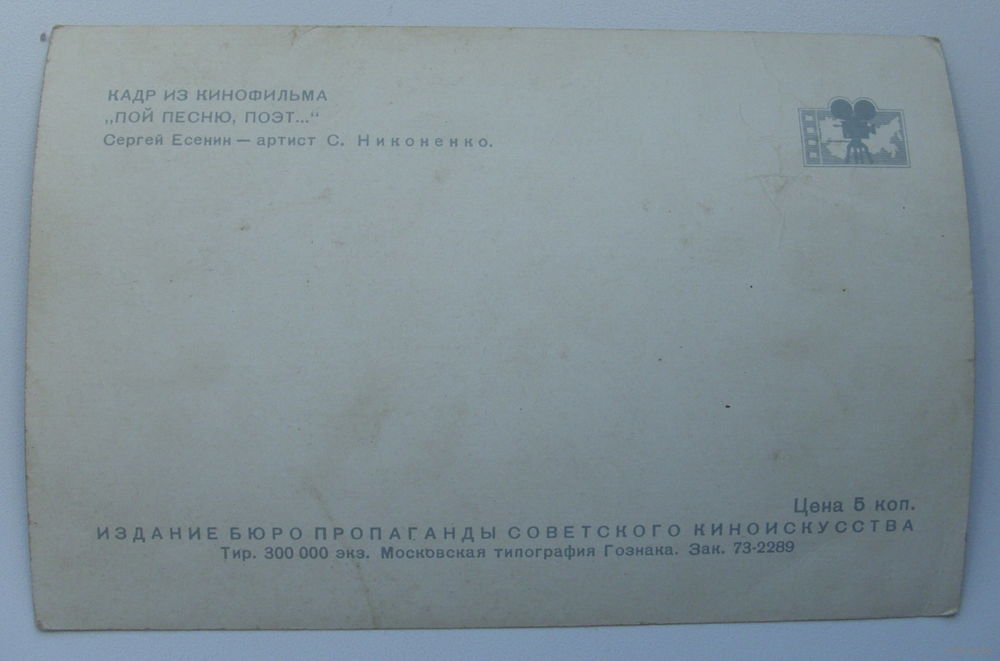 КАДР ИЗ КИНОФИЛЬМА
„ПОЙ ПЕСНЮ, ПОЭТ...“
Сергей Есенин — артист С. Никоненко.
Цена 5 коп.
ИЗДАНИЕ БЮРО ПРОПАГАНДЫ СОВЕТСКОГО КИНОИСКУССТВА
Тир. 300 000 экз. Московская типография Гознака. Зак. 73-2289